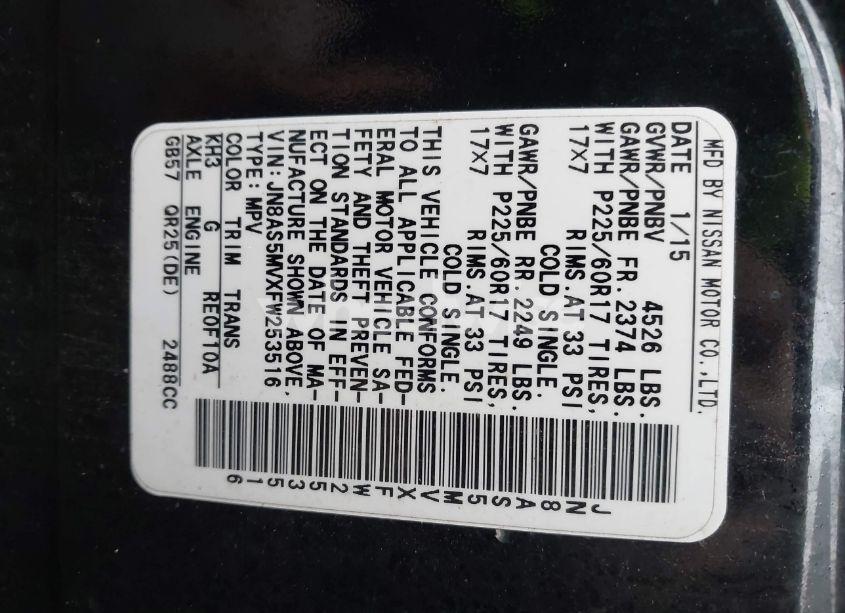 MFD BY NISSAN MOTOR CO.,LTD.
DATE 1/15
GVWR/PNBV 4526 LBS.
GAWR/PNBE FR. 2374 LBS.
WITH P225/60R17 TIRES,
17X7 RIMS.AT 33 PSI
COLD SINGLE.
GAWR/PNBE RR. 2249 LBS.
WITH P225/60R17 TIRES,
17X7 RIMS.AT 33 PSI
COLD SINGLE.
THIS VEHICLE CONFORMS
TO ALL APPLICABLE FED-
ERAL MOTOR VEHICLE SA-
FETY AND THEFT PREVEN-
TION STANDARDS IN EFF-
ECT ON THE DATE OF MA-
NUFACTURE SHOWN ABOVE.
VIN: JN8AS5MVXFW253516
TYPE: MPV
COLOR TRIM TRANS
KH3 G RE0F10A
AXLE ENGINE
GB57 QR25(DE) 2488CC
JN8AS5MVXFW253516